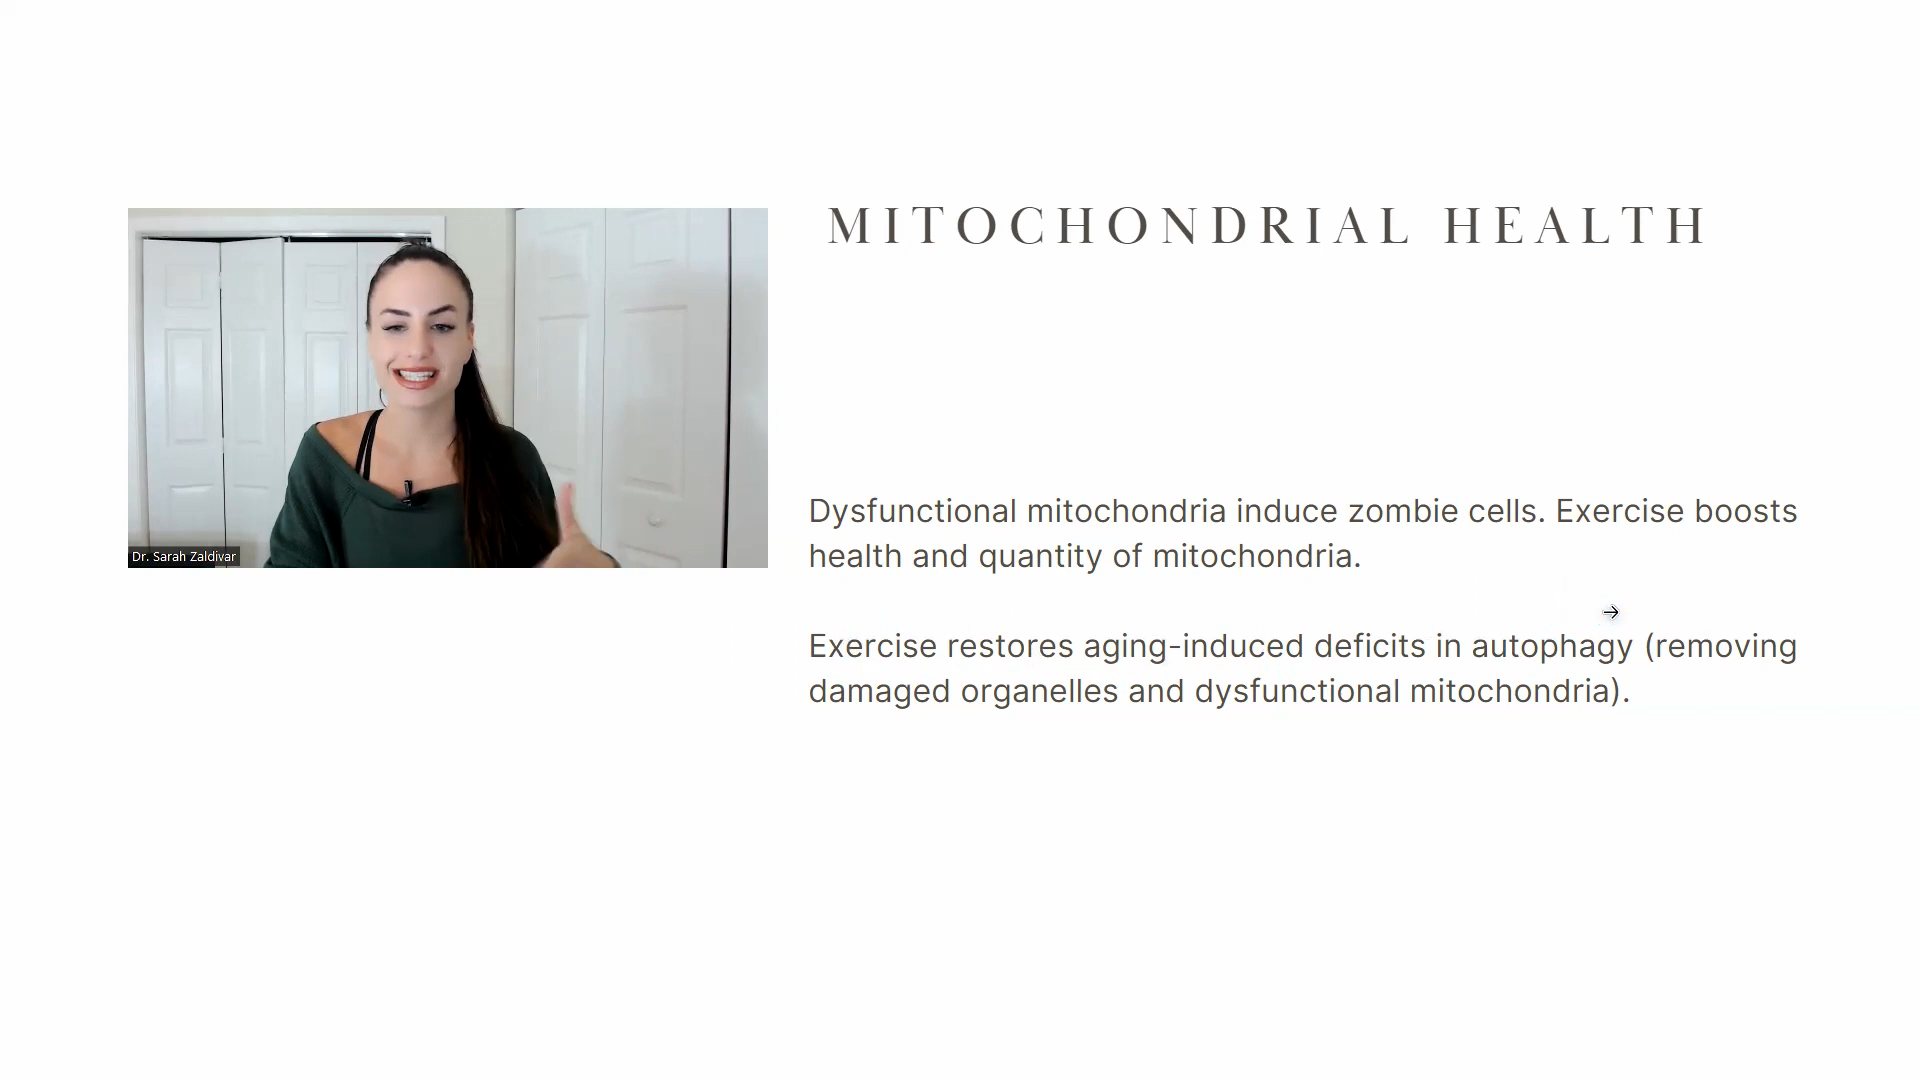 MITOCHONDRIAL HEALTH
Dr. Sarah Zaldivar
Dysfunctional mitochondria induce zombie cells. Exercise boosts
health and quantity of mitochondria.
Exercise restores aging-induced deficits in autophagy (removing
damaged organelles and dysfunctional mitochondria).